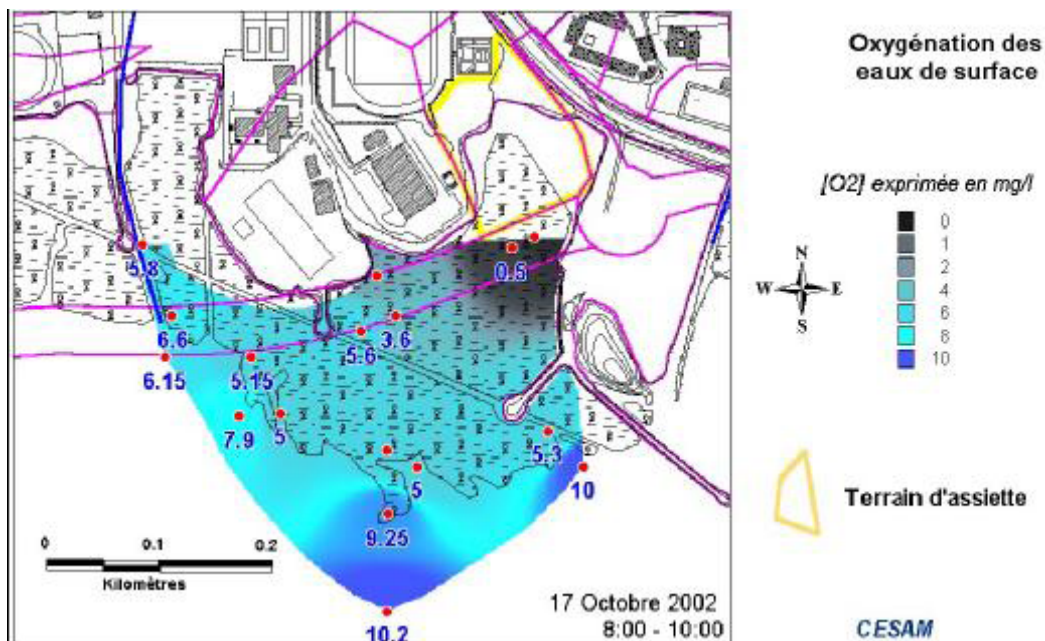 Oxygénation des
eaux de surface
[O2] exprimée en mg/l
0
1
2
4
6
8
10
N
W E
S
Terrain d'assiette
CESAM
5.8
0.5
6.6
3.6
5.6
6.15
5.15
7.9
5
5.3
5
10
9.25
10.2
0 0.1 0.2
Kilomètres
17 Octobre 2002
8:00 - 10:00